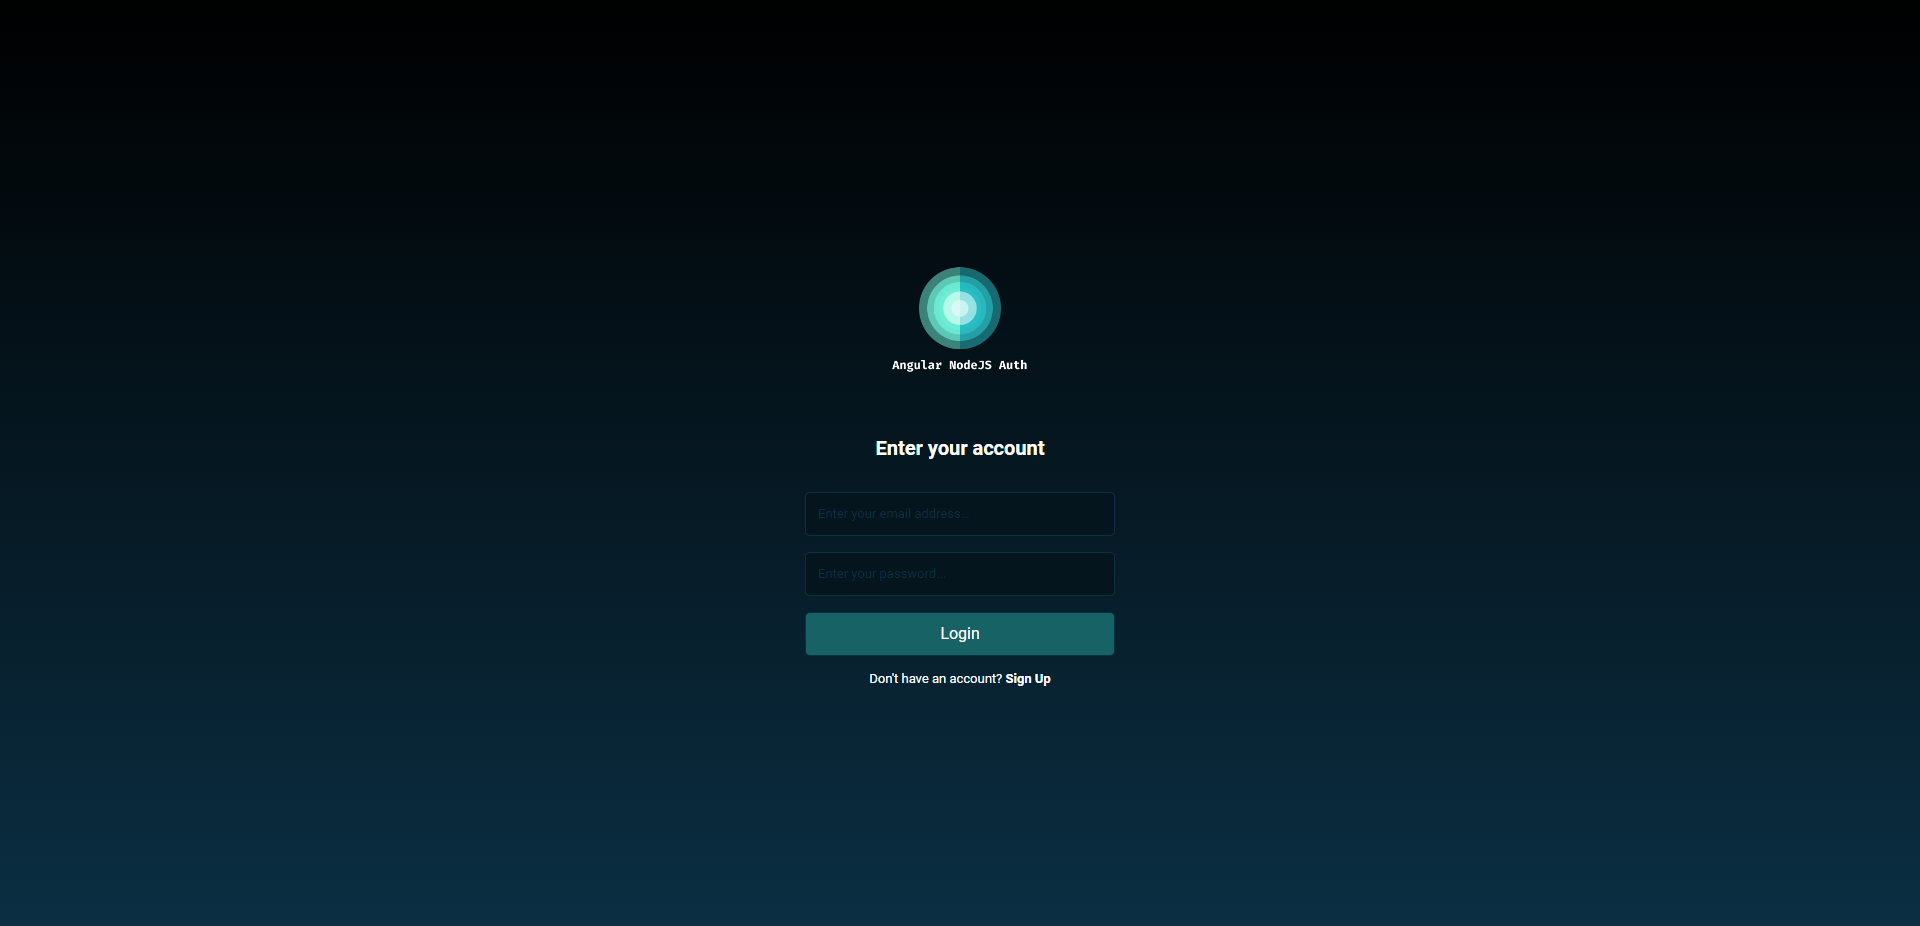 Angular NodeJS Auth
Enter your account
Enter your email address...
Enter your password...
Login
Don't have an account? Sign Up